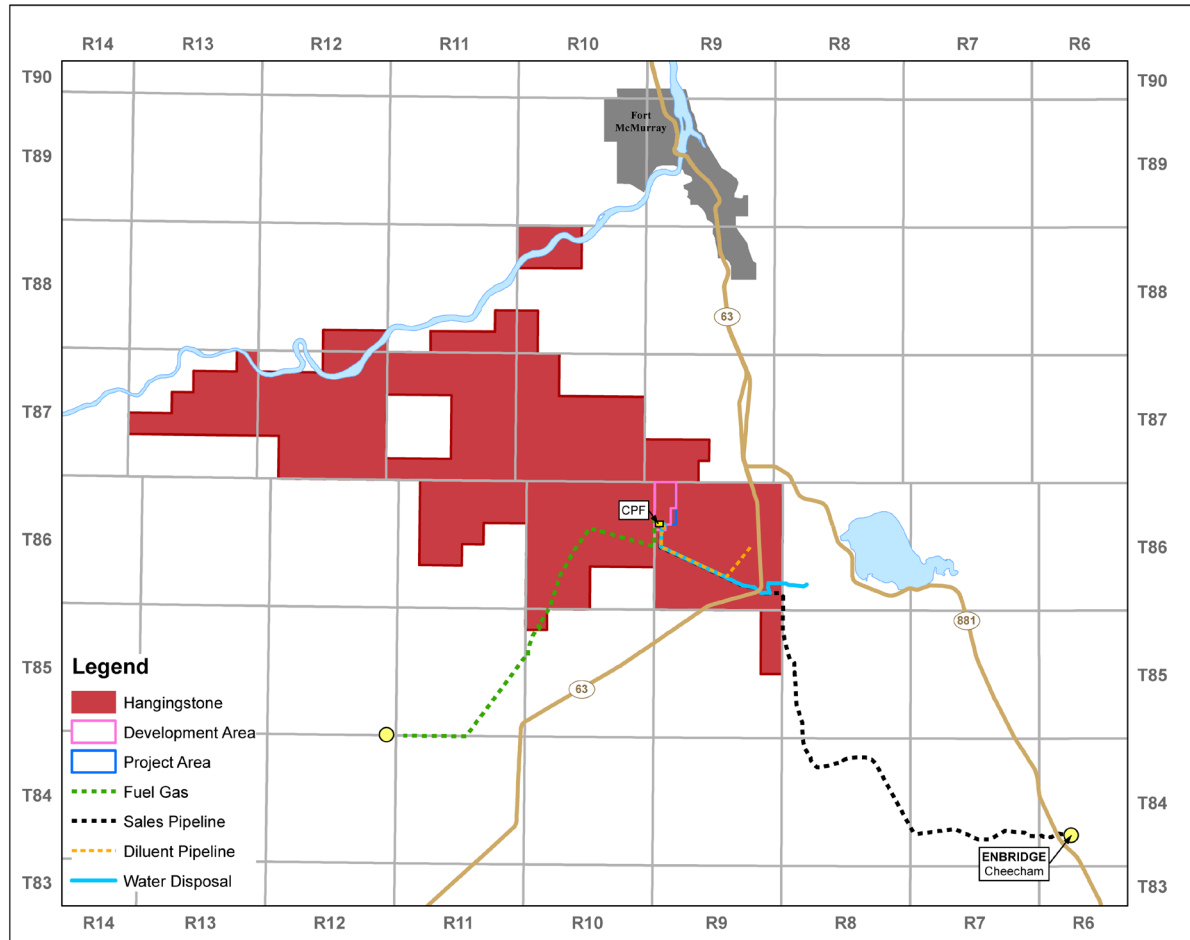 R14 R13 R12 R11 R10 R9 R8 R7 R6
T90 T90
Fort
McMurray
T89 T89
T88 T88
63
T87 T87
CPF
T86 T86
881
T85 T85
63
Legend
Hangingstone
Development Area
Project Area
Fuel Gas
Sales Pipeline
Diluent Pipeline
Water Disposal
T84 T84
ENBRIDGE
Cheecham
T83 T83
R14 R13 R12 R11 R10 R9 R8 R7 R6